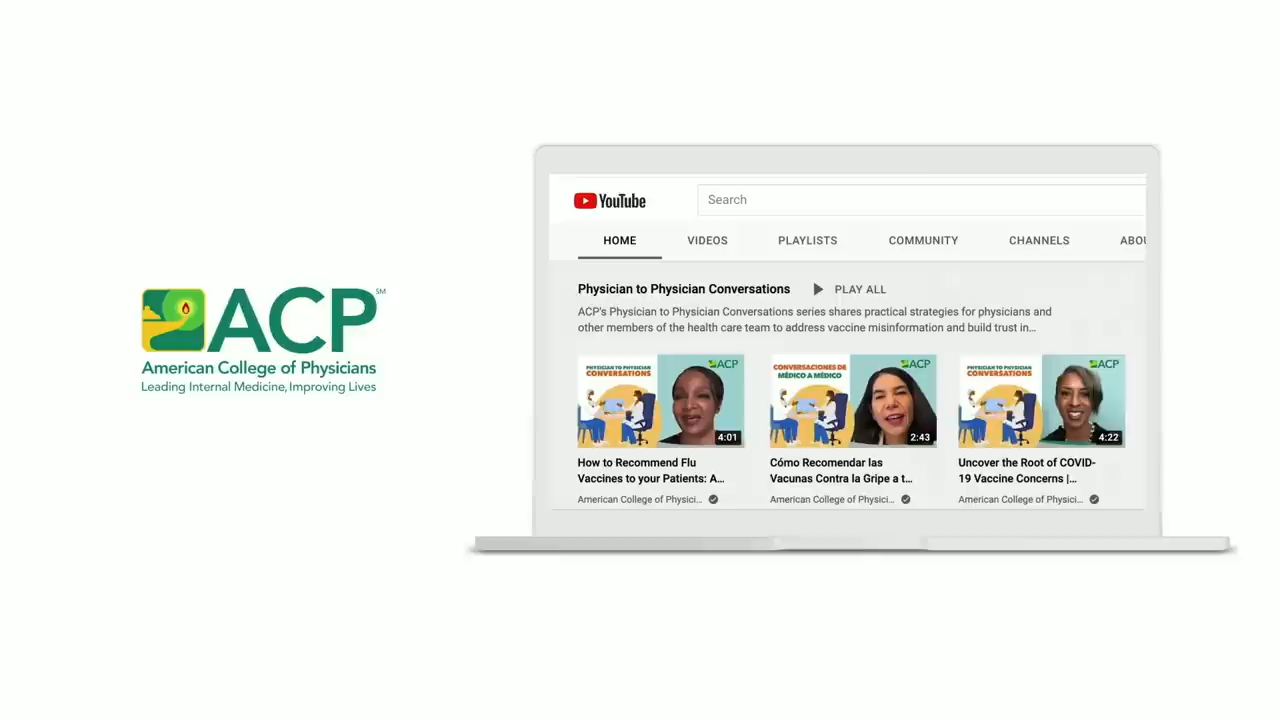 ACP SM
American College of Physicians
Leading Internal Medicine, Improving Lives
YouTube
Search
HOME VIDEOS PLAYLISTS COMMUNITY CHANNELS ABOU
Physician to Physician Conversations PLAY ALL
ACP's Physician to Physician Conversations series shares practical strategies for physicians and
other members of the health care team to address vaccine misinformation and build trust in…
PHYSICIAN TO PHYSICIAN
CONVERSATIONS
ACP
4:01
CONVERSACIONES DE
MÉDICO A MÉDICO
ACP
2:43
PHYSICIAN TO PHYSICIAN
CONVERSATIONS
ACP
4:22
How to Recommend Flu
Vaccines to your Patients: A…
American College of Physici…
Cómo Recomendar las
Vacunas Contra la Gripe a t…
American College of Physici…
Uncover the Root of COVID-
19 Vaccine Concerns |…
American College of Physici…